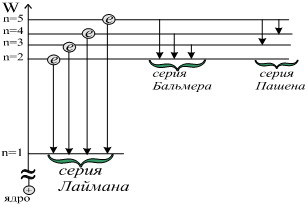 W
n=5
n=4
n=3
n=2
e e e e
серия
Бальмера
серия
Пашена
n=1
серия
Лаймана
ядро
+